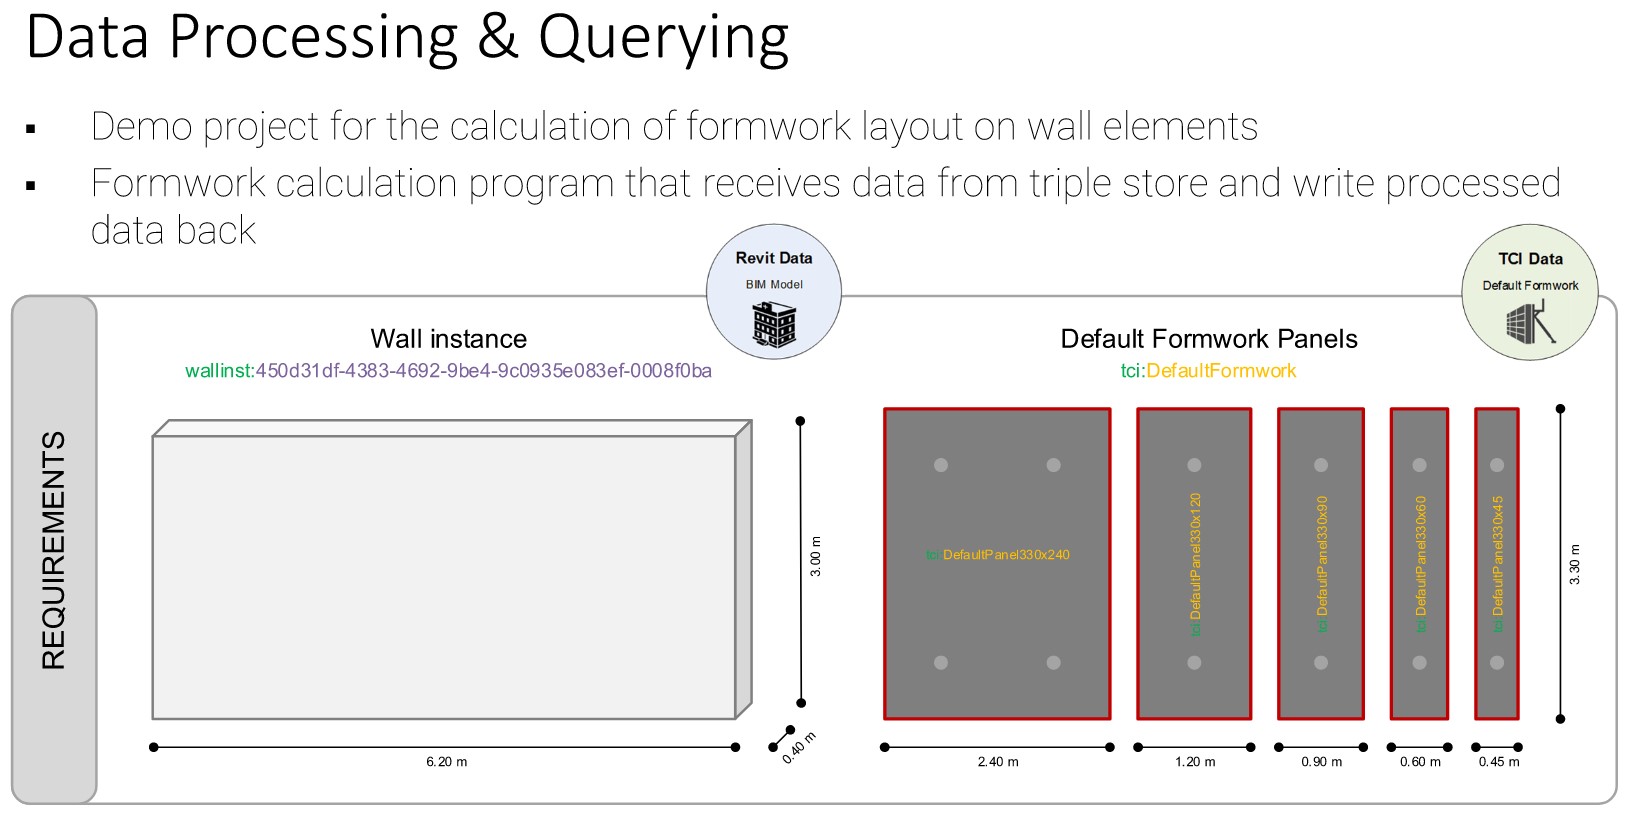 Data Processing & Querying
▪ Demo project for the calculation of formwork layout on wall elements
▪ Formwork calculation program that receives data from triple store and write processed
data back
Revit Data
BIM Model
TCI Data
Default Formwork
REQUIREMENTS
Wall instance
wallinst:450d31df-4383-4692-9be4-9c0935e083ef-0008f0ba
3.00 m
6.20 m
0.40 m
Default Formwork Panels
tci:DefaultFormwork
tci:DefaultPanel330x240
tci:DefaultPanel330x120
tci:DefaultPanel330x90
tci:DefaultPanel330x60
tci:DefaultPanel330x45
3.30 m
2.40 m
1.20 m
0.90 m
0.60 m
0.45 m